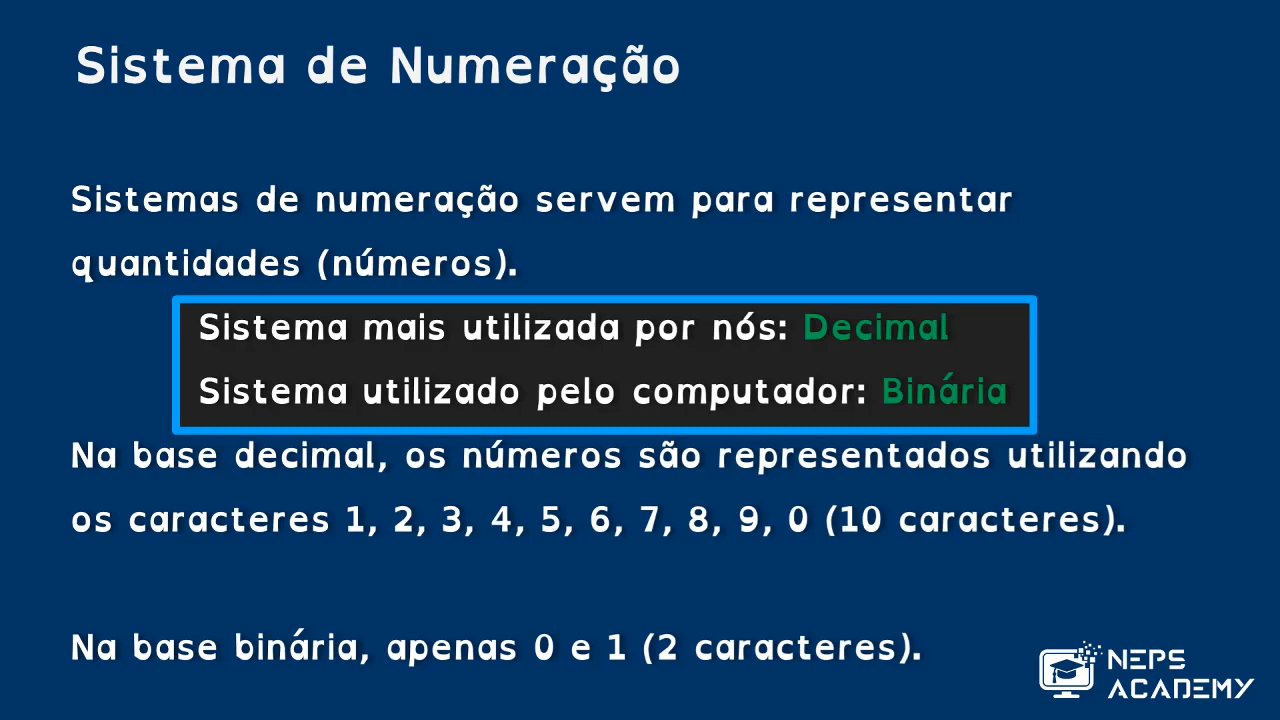 Sistema de Numeração
Sistemas de numeração servem para representar
quantidades (números).
Sistema mais utilizada por nós: Decimal
Sistema utilizado pelo computador: Binária
Na base decimal, os números são representados utilizando
os caracteres 1, 2, 3, 4, 5, 6, 7, 8, 9, 0 (10 caracteres).
Na base binária, apenas 0 e 1 (2 caracteres).
NEPS
ACADEMY